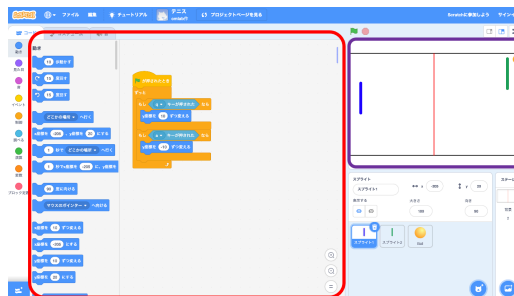 SCRATCH ファイル 編集 チュートリアル テニス プロジェクトページを見る Scratchに参加しよう サインイン
コード コスチューム 音
動き
10 歩動かす
15 度回す
15 度回す
どこかの場所 へ行く
x座標を -205 、y座標を 20 にする
1 秒で どこかの場所 へ行く
1 秒でx座標を -205 に、y座標を
90 度に向ける
マウスのポインター へ向ける
x座標を 10 ずつ変える
x座標を -205 にする
y座標を 10 ずつ変える
y座標を 20 にする
動き
見た目
音
イベント
制御
調べる
演算
変数
ブロック定義
が押されたとき
ずっと
もし キーが押された なら
y座標を 10 ずつ変える
もし キーが押された なら
y座標を -10 ずつ変える
スプライト
スプライト1
x -205
y 20
表示する
大きさ
100
向き
90
スプライト1
スプライト2
Ball
背景
1